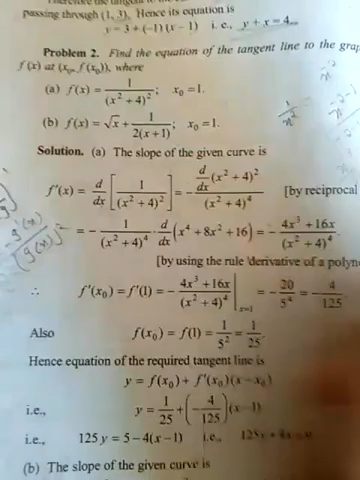 passing through (1, 3). Hence its equation is
y = 3 + (−1) (x − 1) i. e., y + x = 4
Problem 2. Find the equation of the tangent line to the
f (x) at (x₀, f (x₀)), where
(a) f(x) = 1/(x² + 4)²; x₀ = 1.
(b) f(x) = √x + 1/2(x+1); x₀ = 1.
Solution. (a) The slope of the given curve is
f′(x) = d/dx [1/(x² + 4)²] = − d/dx (x² + 4)²/(x² + 4)⁴ [by reciprocal
= − 1/(x² + 4)⁴ · d/dx (x⁴ + 8x² + 16) = − 4x³ + 16x/(x² + 4)⁴.
[by using the rule derivative of a
∴ f′(x₀) = f′(1) = − 4x³ + 16x/(x² + 4)⁴ |x=1 = − 20/5⁴ = − 4/125
Also f(x₀) = f(1) = 1/5² = 1/25.
Hence equation of the required tangent line is
y = f(x₀) + f′(x₀)(x − x₀)
i.e., y = 1/25 + (− 4/125)(x − 1)
i.e., 125 y = 5 − 4(x − 1) i.e.
(b) The slope of the given curve is